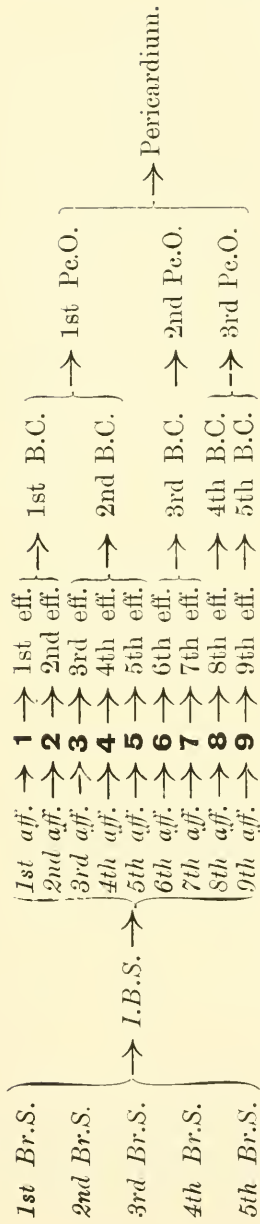 1st Br.S.
2nd Br.S.
3rd Br.S.
4th Br.S.
5th Br.S.
→ I.B.S. →
1st aff. → 1 → 1st eff.
2nd aff. → 2 → 2nd eff.
3rd aff. → 3 → 3rd eff.
4th aff. → 4 → 4th eff.
5th aff. → 5 → 5th eff.
6th aff. → 6 → 6th eff.
7th aff. → 7 → 7th eff.
8th aff. → 8 → 8th eff.
9th aff. → 9 → 9th eff.
→ 1st B.C.
→ 2nd B.C.
→ 3rd B.C.
→ 4th B.C.
→ 5th B.C.
→ 1st Pc.O.
→ 2nd Pc.O.
→ 3rd Pc.O.
→ Pericardium.